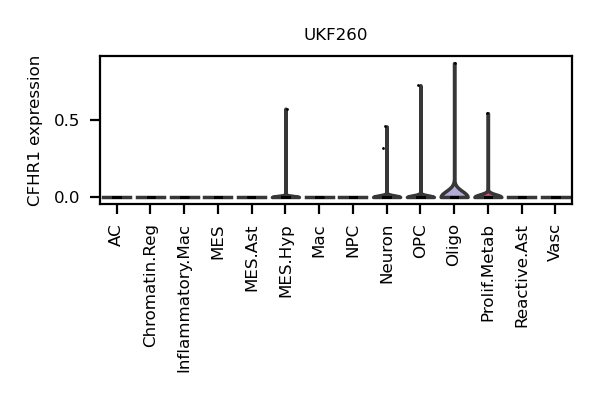 UKF260
CFHR1 expression
0.5
0.0
AC
Chromatin.Reg
Inflammatory.Mac
MES
MES.Ast
MES.Hyp
Mac
NPC
Neuron
OPC
Oligo
Prolif.Metab
Reactive.Ast
Vasc